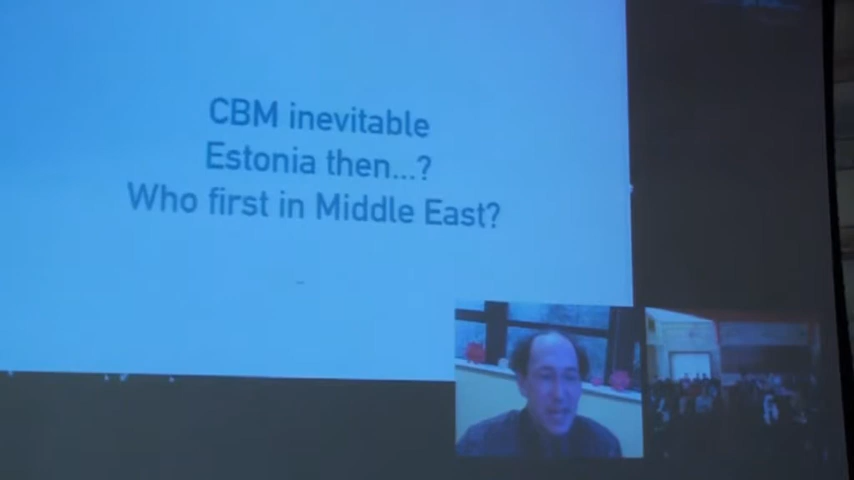 CBM inevitable
Estonia then...?
Who first in Middle East?